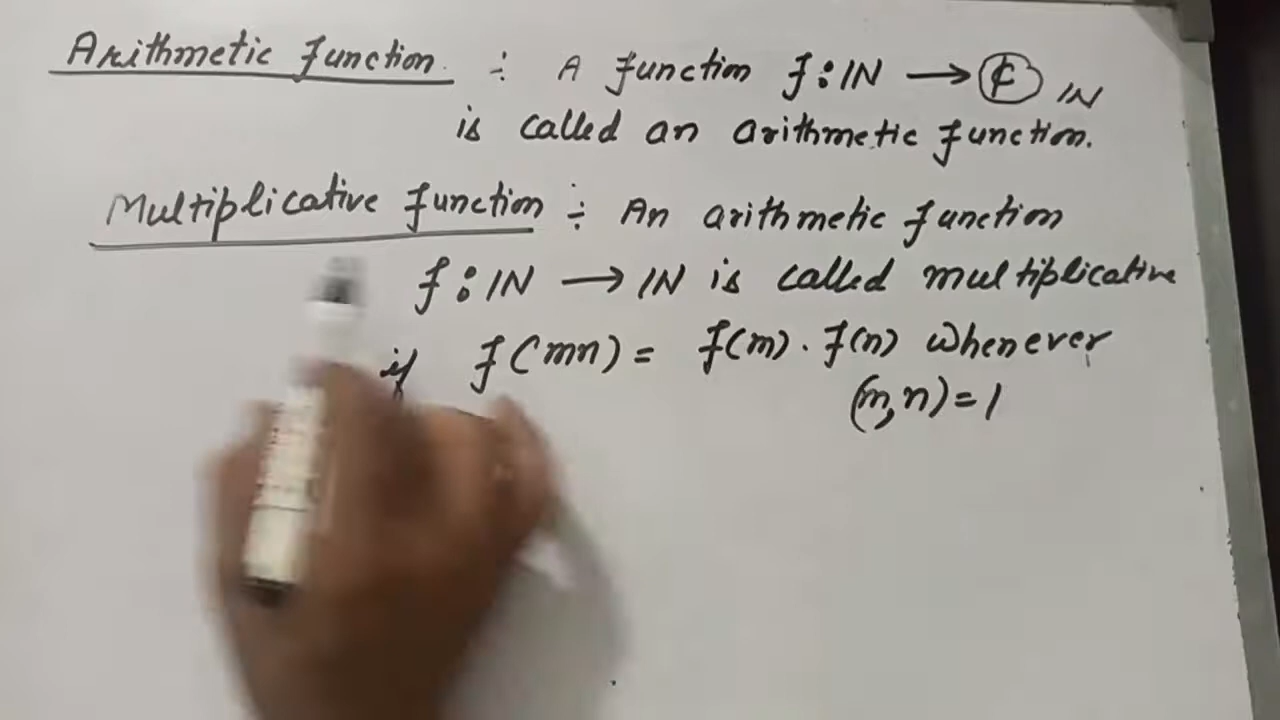 Arithmetic function ÷ A function f : IN → ₵ IN
is called an arithmetic function.
Multiplicative function ÷ An arithmetic function
f : IN → IN is called multiplicative
if f(mn) = f(m) . f(n) whenever
(m,n) = 1